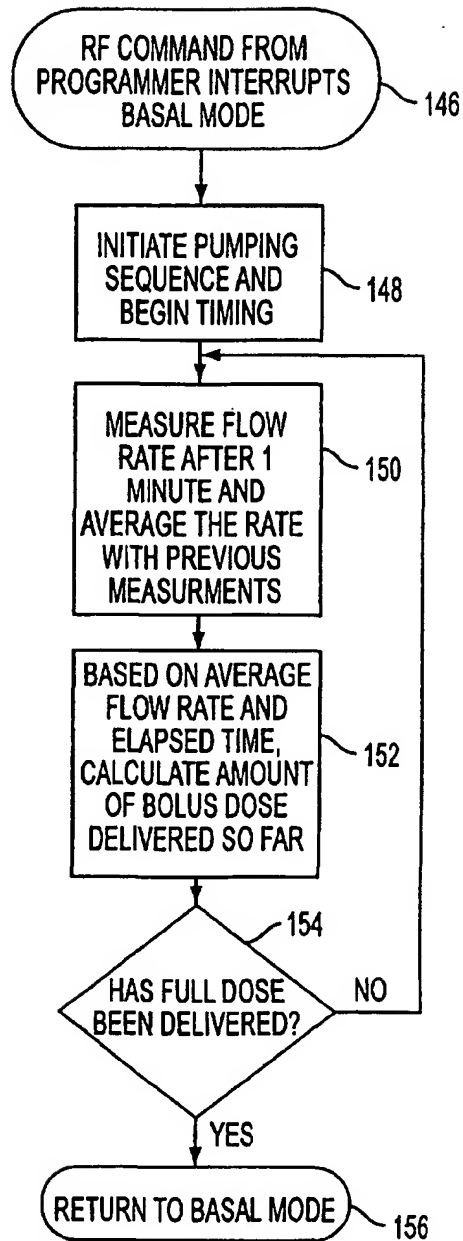 RF COMMAND FROM
PROGRAMMER INTERRUPTS
BASAL MODE
146
INITIATE PUMPING
SEQUENCE AND
BEGIN TIMING
148
MEASURE FLOW
RATE AFTER 1
MINUTE AND
AVERAGE THE RATE
WITH PREVIOUS
MEASURMENTS
150
BASED ON AVERAGE
FLOW RATE AND
ELAPSED TIME,
CALCULATE AMOUNT
OF BOLUS DOSE
DELIVERED SO FAR
152
154
HAS FULL DOSE
BEEN DELIVERED?
NO
YES
RETURN TO BASAL MODE
156